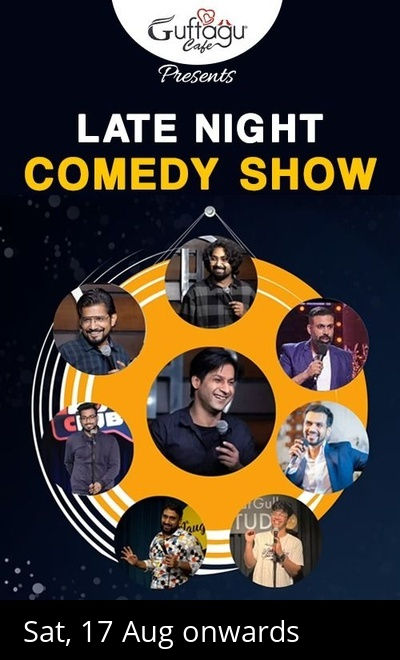 Guftagu
Cafe
Presents
LATE NIGHT
COMEDY SHOW
CLUB
Sat, 17 Aug onwards